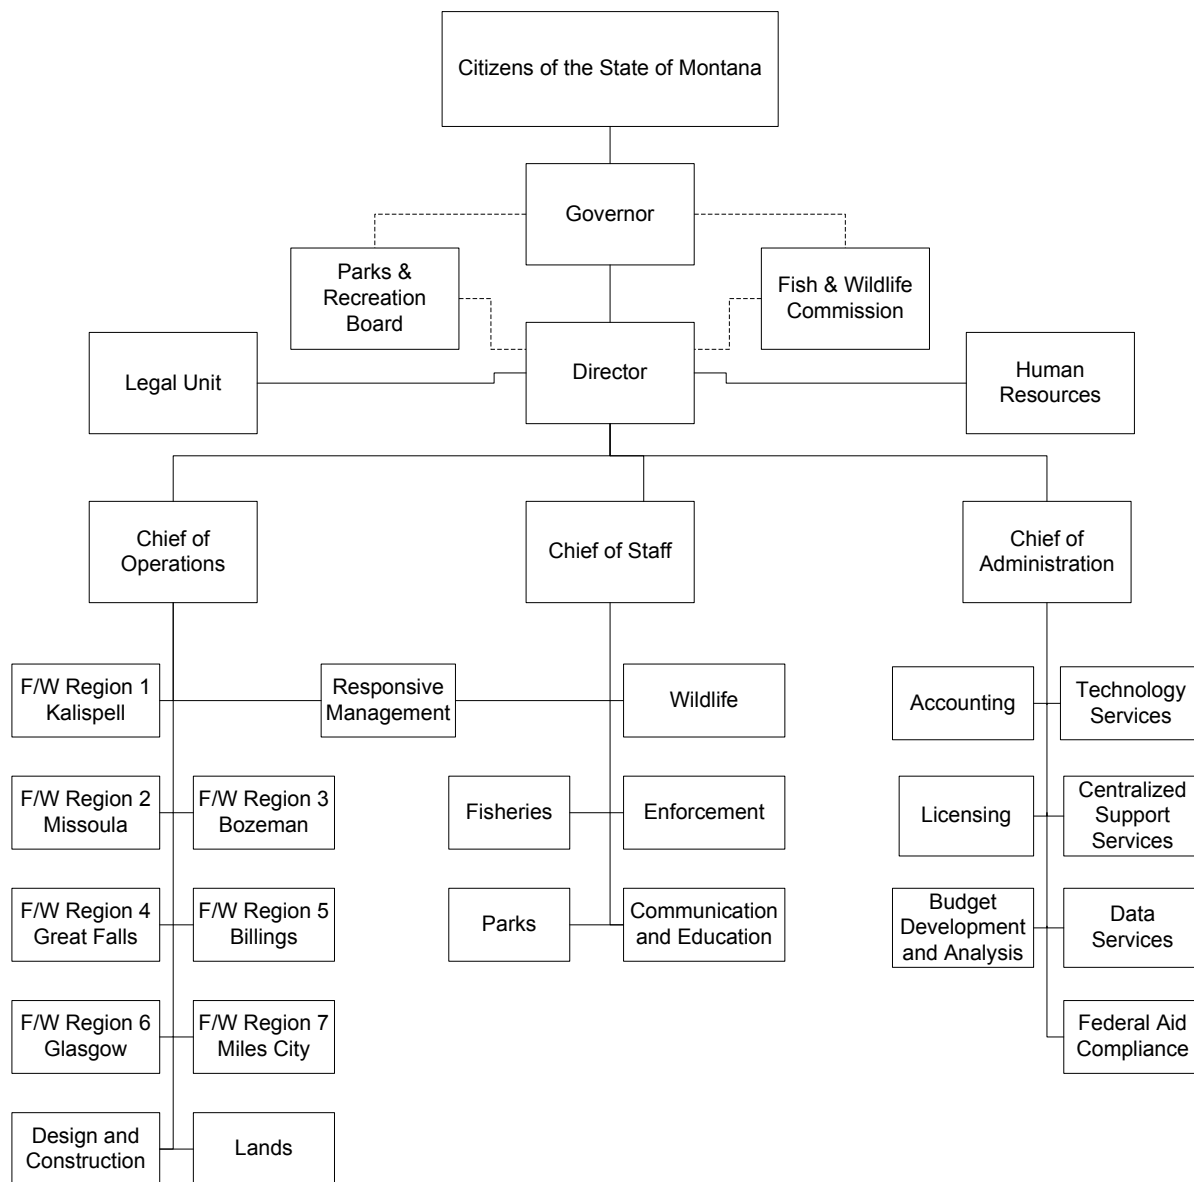 Citizens of the State of Montana
Governor
Parks &
Recreation
Board
Fish & Wildlife
Commission
Legal Unit
Director
Human
Resources
Chief of
Operations
Chief of Staff
Chief of
Administration
F/W Region 1
Kalispell
Responsive
Management
Wildlife
Accounting
Technology
Services
F/W Region 2
Missoula
F/W Region 3
Bozeman
Fisheries
Enforcement
Licensing
Centralized
Support
Services
F/W Region 4
Great Falls
F/W Region 5
Billings
Parks
Communication
and Education
Budget
Development
and Analysis
Data
Services
F/W Region 6
Glasgow
F/W Region 7
Miles City
Federal Aid
Compliance
Design and
Construction
Lands